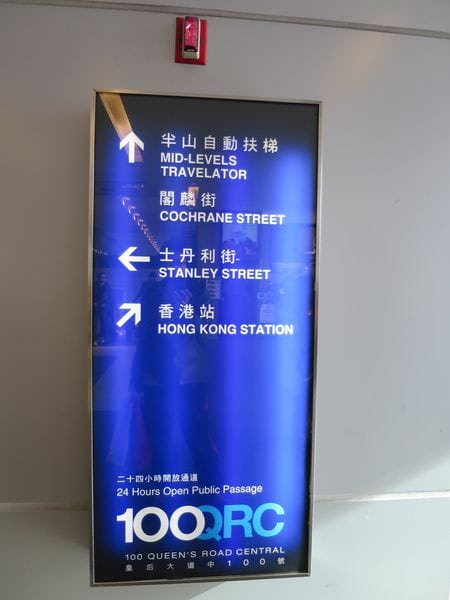 半山自動扶梯
MID-LEVELS
TRAVELATOR
閣麟街
COCHRANE STREET
士丹利街
STANLEY STREET
香港站
HONG KONG STATION
二十四小時開放通道
24 Hours Open Public Passage
100QRC
100 QUEEN'S ROAD CENTRAL
皇后大道中100號